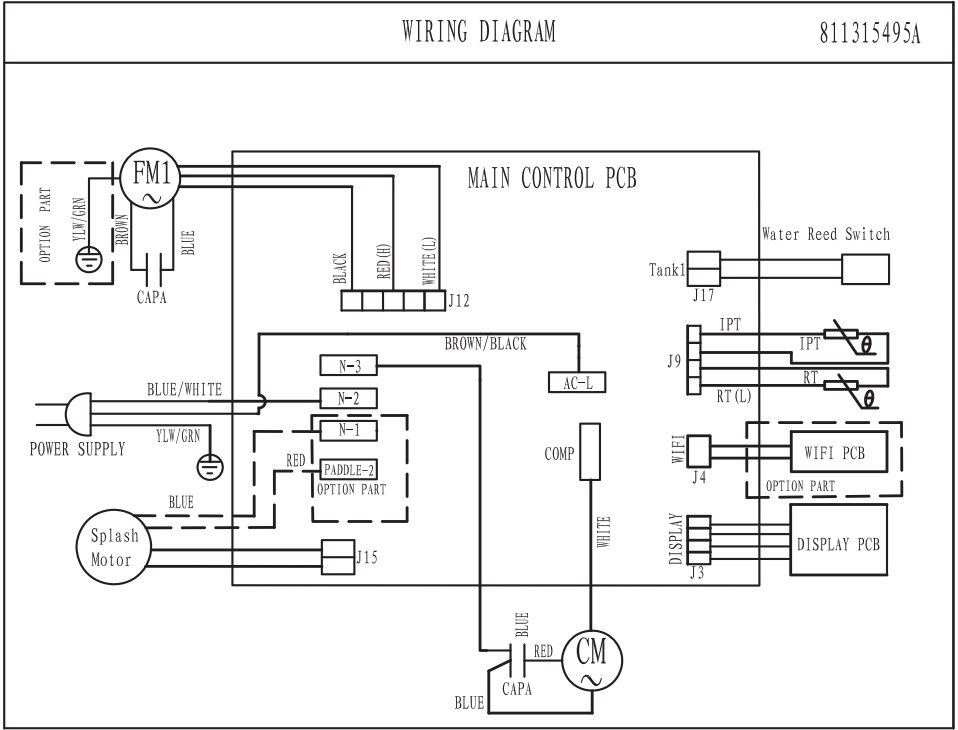 WIRING DIAGRAM
811315495A
MAIN CONTROL PCB
FM1
~
OPTION PART
YLW/GRN
BROWN
BLUE
CAPA
BLACK
RED(H)
WHITE(L)
J12
Water Reed Switch
Tank1
J17
IPT
IPT
θ
J9
RT
RT(L)
θ
BROWN/BLACK
AC-L
N-3
BLUE/WHITE
N-2
N-1
YLW/GRN
POWER SUPPLY
RED
PADDLE-2
OPTION PART
COMP
WIFI
J4
WIFI PCB
OPTION PART
BLUE
Splash
Motor
J15
WHITE
DISPLAY
J3
DISPLAY PCB
BLUE
RED
CM
~
CAPA
BLUE